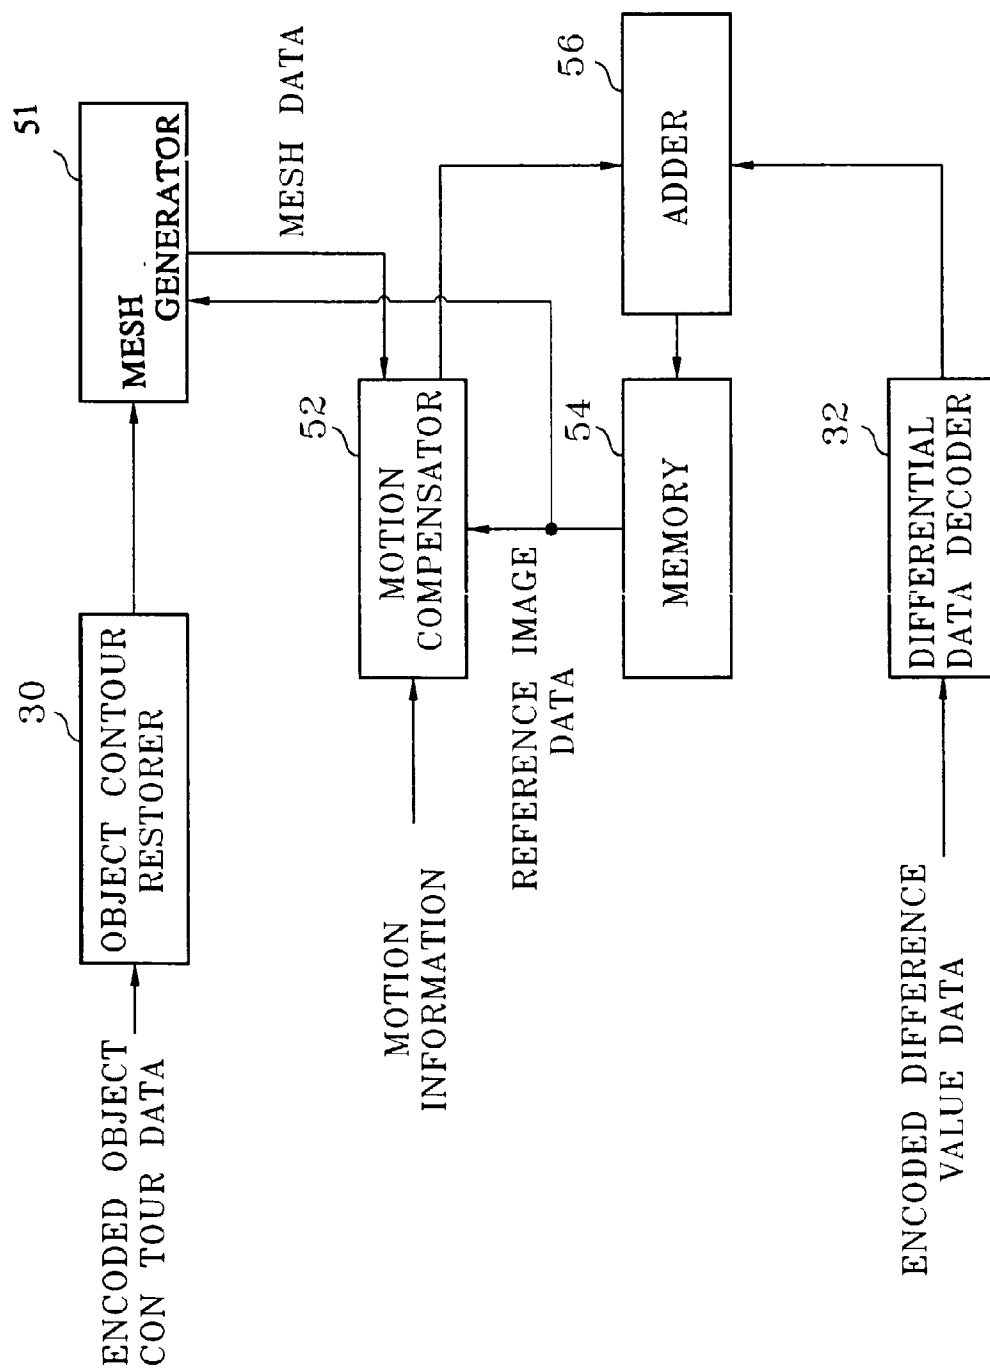 ENCODED OBJECT
CON TOUR DATA
30
OBJECT CONTOUR
RESTORER
51
MESH
GENERATOR
MESH DATA
MOTION
INFORMATION
52
MOTION
COMPENSATOR
REFERENCE IMAGE
DATA
54
MEMORY
56
ADDER
ENCODED DIFFERENCE
VALUE DATA
32
DIFFERENTIAL
DATA DECODER